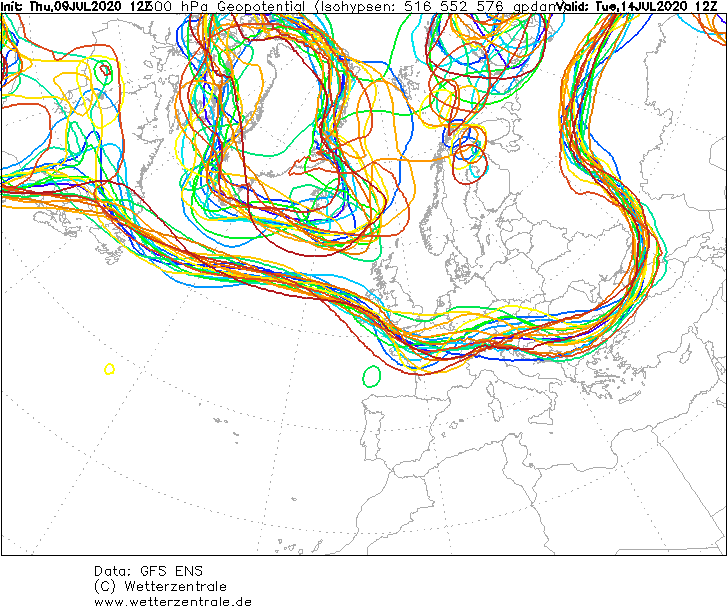 Init: Thu,09JUL2020 12Z 500 hPa Geopotential (Isohypsen: 516 552 576 gpdam) Valid: Tue,14JUL2020 12Z
Data: GFS ENS
(C) Wetterzentrale
www.wetterzentrale.de